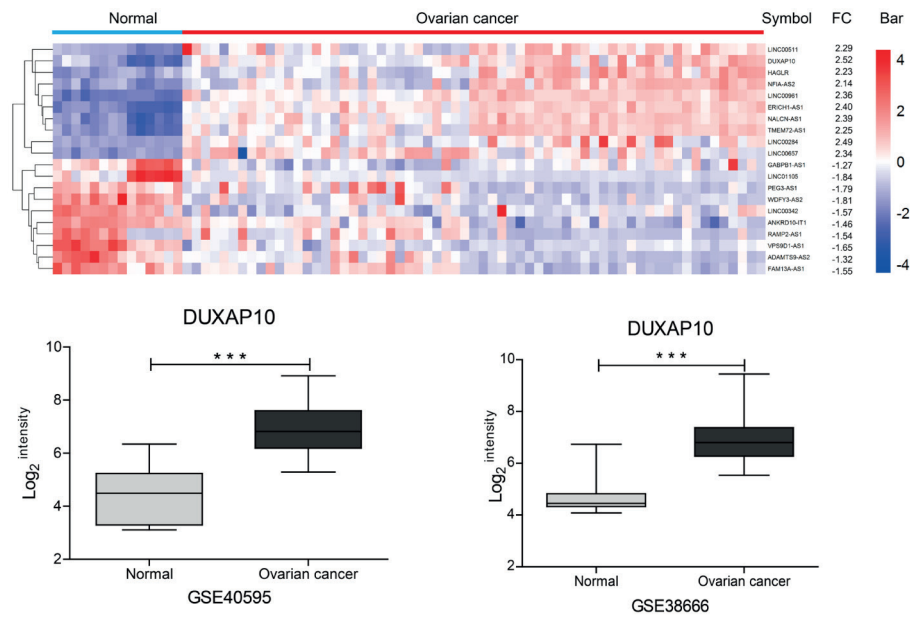 Normal Ovarian cancer Symbol FC Bar
LINC00511 2.29
DUXAP10 2.52
HAGLR 2.23
NFIA-AS2 2.14
LINC00961 2.36
ERICH1-AS1 2.40
NALCN-AS1 2.39
TMEM72-AS1 2.25
LINC00284 2.49
LINC00657 2.34
GABPB1-AS1 -1.27
LINC01105 -1.84
PEG3-AS1 -1.79
WDFY3-AS2 -1.81
LINC00342 -1.57
ANKRD10-IT1 -1.46
RAMP2-AS1 -1.54
VPS9D1-AS1 -1.65
ADAMTS9-AS2 -1.32
FAM13A-AS1 -1.55
4
2
0
-2
-4
DUXAP10
***
10
8
6
4
2
Log2 intensity
Normal Ovarian cancer
GSE40595
DUXAP10
***
10
8
6
4
2
Log2 intensity
Normal Ovarian cancer
GSE38666